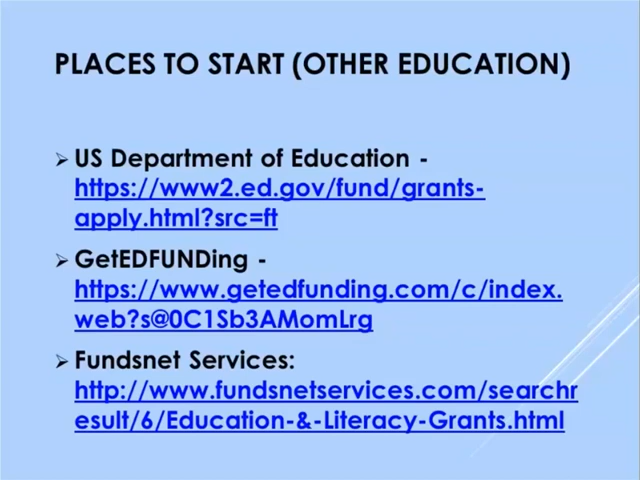 PLACES TO START (OTHER EDUCATION)
➢ US Department of Education -
https://www2.ed.gov/fund/grants-
apply.html?src=ft
➢ GetEDFUNDing -
https://www.getedfunding.com/c/index.
web?s@0C1Sb3AMomLrg
➢ Fundsnet Services:
http://www.fundsnetservices.com/searchr
esult/6/Education-&-Literacy-Grants.html